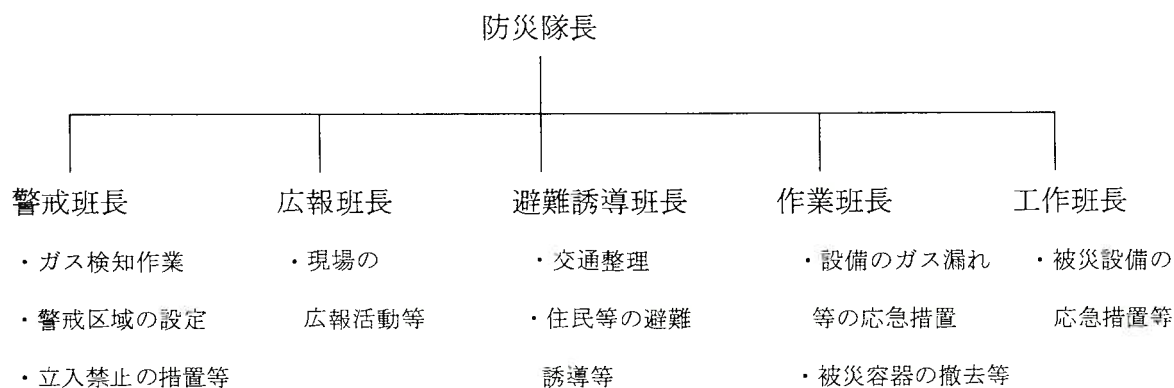 防災隊長
警戒班長
・ガス検知作業
・警戒区域の設定
・立入禁止の措置等
広報班長
・現場の
広報活動等
避難誘導班長
・交通整理
・住民等の避難
誘導等
作業班長
・設備のガス漏れ
等の応急措置
・被災容器の撤去等
工作班長
・被災設備の
応急措置等